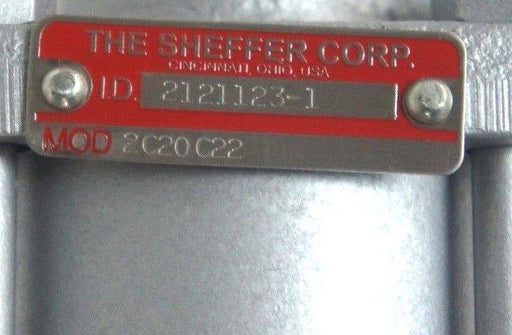 THE SHEFFER CORP.
CINCINNATI, OHIO, USA
I.D. 2121123-1
MOD 2C20C22